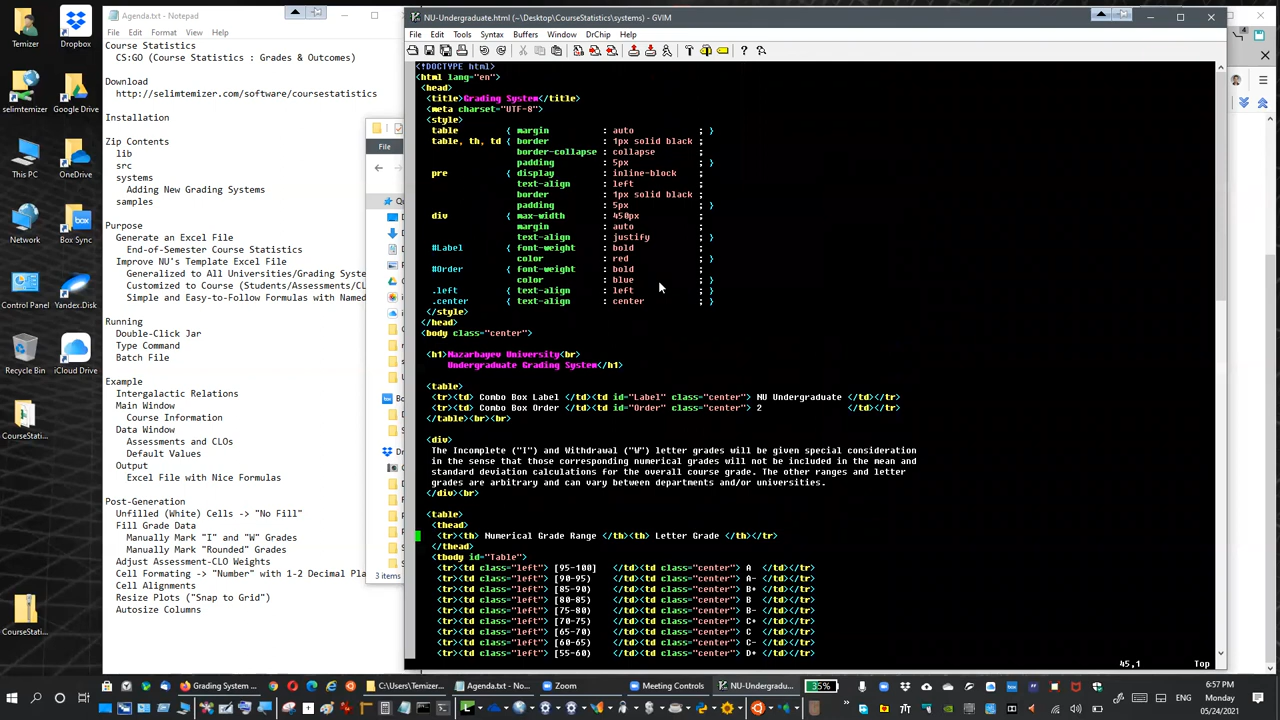 Temizer
Dropbox
selimtemizer
Google Drive
This PC
OneDrive
Network
Box Sync
Control Panel
Yandex.Disk
Recycle Bin
iCloud Drive
CourseStati...
CourseStati...
Agenda.txt - Notepad
File Edit Format View Help
Course Statistics
CS:GO (Course Statistics : Grades & Outcomes)
Download
http://selimtemizer.com/software/coursestatistics
Installation
Zip Contents
lib
src
systems
Adding New Grading Systems
samples
Purpose
Generate an Excel File
End-of-Semester Course Statistics
Improve NU's Template Excel File
Generalized to All Universities/Grading Syste
Customized to Course (Students/Assessments/CL
Simple and Easy-to-Follow Formulas with Named
Running
Double-Click Jar
Type Command
Batch File
Example
Intergalactic Relations
Main Window
Course Information
Data Window
Assessments and CLOs
Default Values
Output
Excel File with Nice Formulas
Post-Generation
Unfilled (White) Cells -> "No Fill"
Fill Grade Data
Manually Mark "I" and "W" Grades
Manually Mark "Rounded" Grades
Adjust Assessment-CLO Weights
Cell Formating -> "Number" with 1-2 Decimal Pla
Cell Alignments
Resize Plots ("Snap to Grid")
Autosize Columns
File
3 items
NU-Undergraduate.html (~\Desktop\CourseStatistics\systems) - GVIM
File Edit Tools Syntax Buffers Window DrChip Help
<!DOCTYPE html>
<html lang="en">
<head>
<title>Grading System</title>
<meta charset="UTF-8">
<style>
table { margin : auto ; }
table, th, td { border : 1px solid black ;
border-collapse : collapse ;
padding : 5px ; }
pre { display : inline-block ;
text-align : left ;
border : 1px solid black ;
padding : 5px ; }
div { max-width : 450px ;
margin : auto ;
text-align : justify ; }
#Label { font-weight : bold ;
color : red ; }
#Order { font-weight : bold ;
color : blue ; }
.left { text-align : left ; }
.center { text-align : center ; }
</style>
</head>
<body class="center">
<h1>Nazarbayev University<br>
Undergraduate Grading System</h1>
<table>
<tr><td> Combo Box Label </td><td id="Label" class="center"> NU Undergraduate </td></tr>
<tr><td> Combo Box Order </td><td id="Order" class="center"> 2 </td></tr>
</table><br><br>
<div>
The Incomplete ("I") and Withdrawal ("W") letter grades will be given special consideration
in the sense that those corresponding numerical grades will not be included in the mean and
standard deviation calculations for the overall course grade. The other ranges and letter
grades are arbitrary and can vary between departments and/or universities.
</div><br>
<table>
<thead>
<tr><th> Numerical Grade Range </th><th> Letter Grade </th></tr>
</thead>
<tbody id="Table">
<tr><td class="left"> [95-100] </td><td class="center"> A </td></tr>
<tr><td class="left"> [90-95) </td><td class="center"> A- </td></tr>
<tr><td class="left"> [85-90) </td><td class="center"> B+ </td></tr>
<tr><td class="left"> [80-85) </td><td class="center"> B </td></tr>
<tr><td class="left"> [75-80) </td><td class="center"> B- </td></tr>
<tr><td class="left"> [70-75) </td><td class="center"> C+ </td></tr>
<tr><td class="left"> [65-70) </td><td class="center"> C </td></tr>
<tr><td class="left"> [60-65) </td><td class="center"> C- </td></tr>
<tr><td class="left"> [55-60) </td><td class="center"> D+ </td></tr>
45,1 Top
Grading System ... C:\Users\Temizer... Agenda.txt - No... Zoom Meeting Controls NU-Undergradu... 35%
ENG
6:57 PM
Monday
05/24/2021